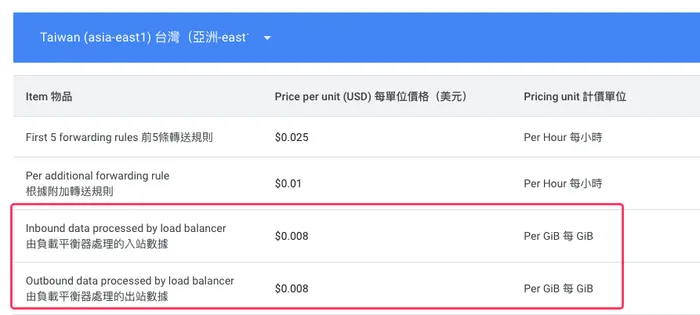 Taiwan (asia-east1) 台灣（亞洲-east1
Item 物品 Price per unit (USD) 每單位價格（美元） Pricing unit 計價單位
First 5 forwarding rules 前5條轉送規則 $0.025 Per Hour 每小時
Per additional forwarding rule
根據附加轉送規則 $0.01 Per Hour 每小時
Inbound data processed by load balancer
由負載平衡器處理的入站數據 $0.008 Per GiB 每 GiB
Outbound data processed by load balancer
由負載平衡器處理的出站數據 $0.008 Per GiB 每 GiB